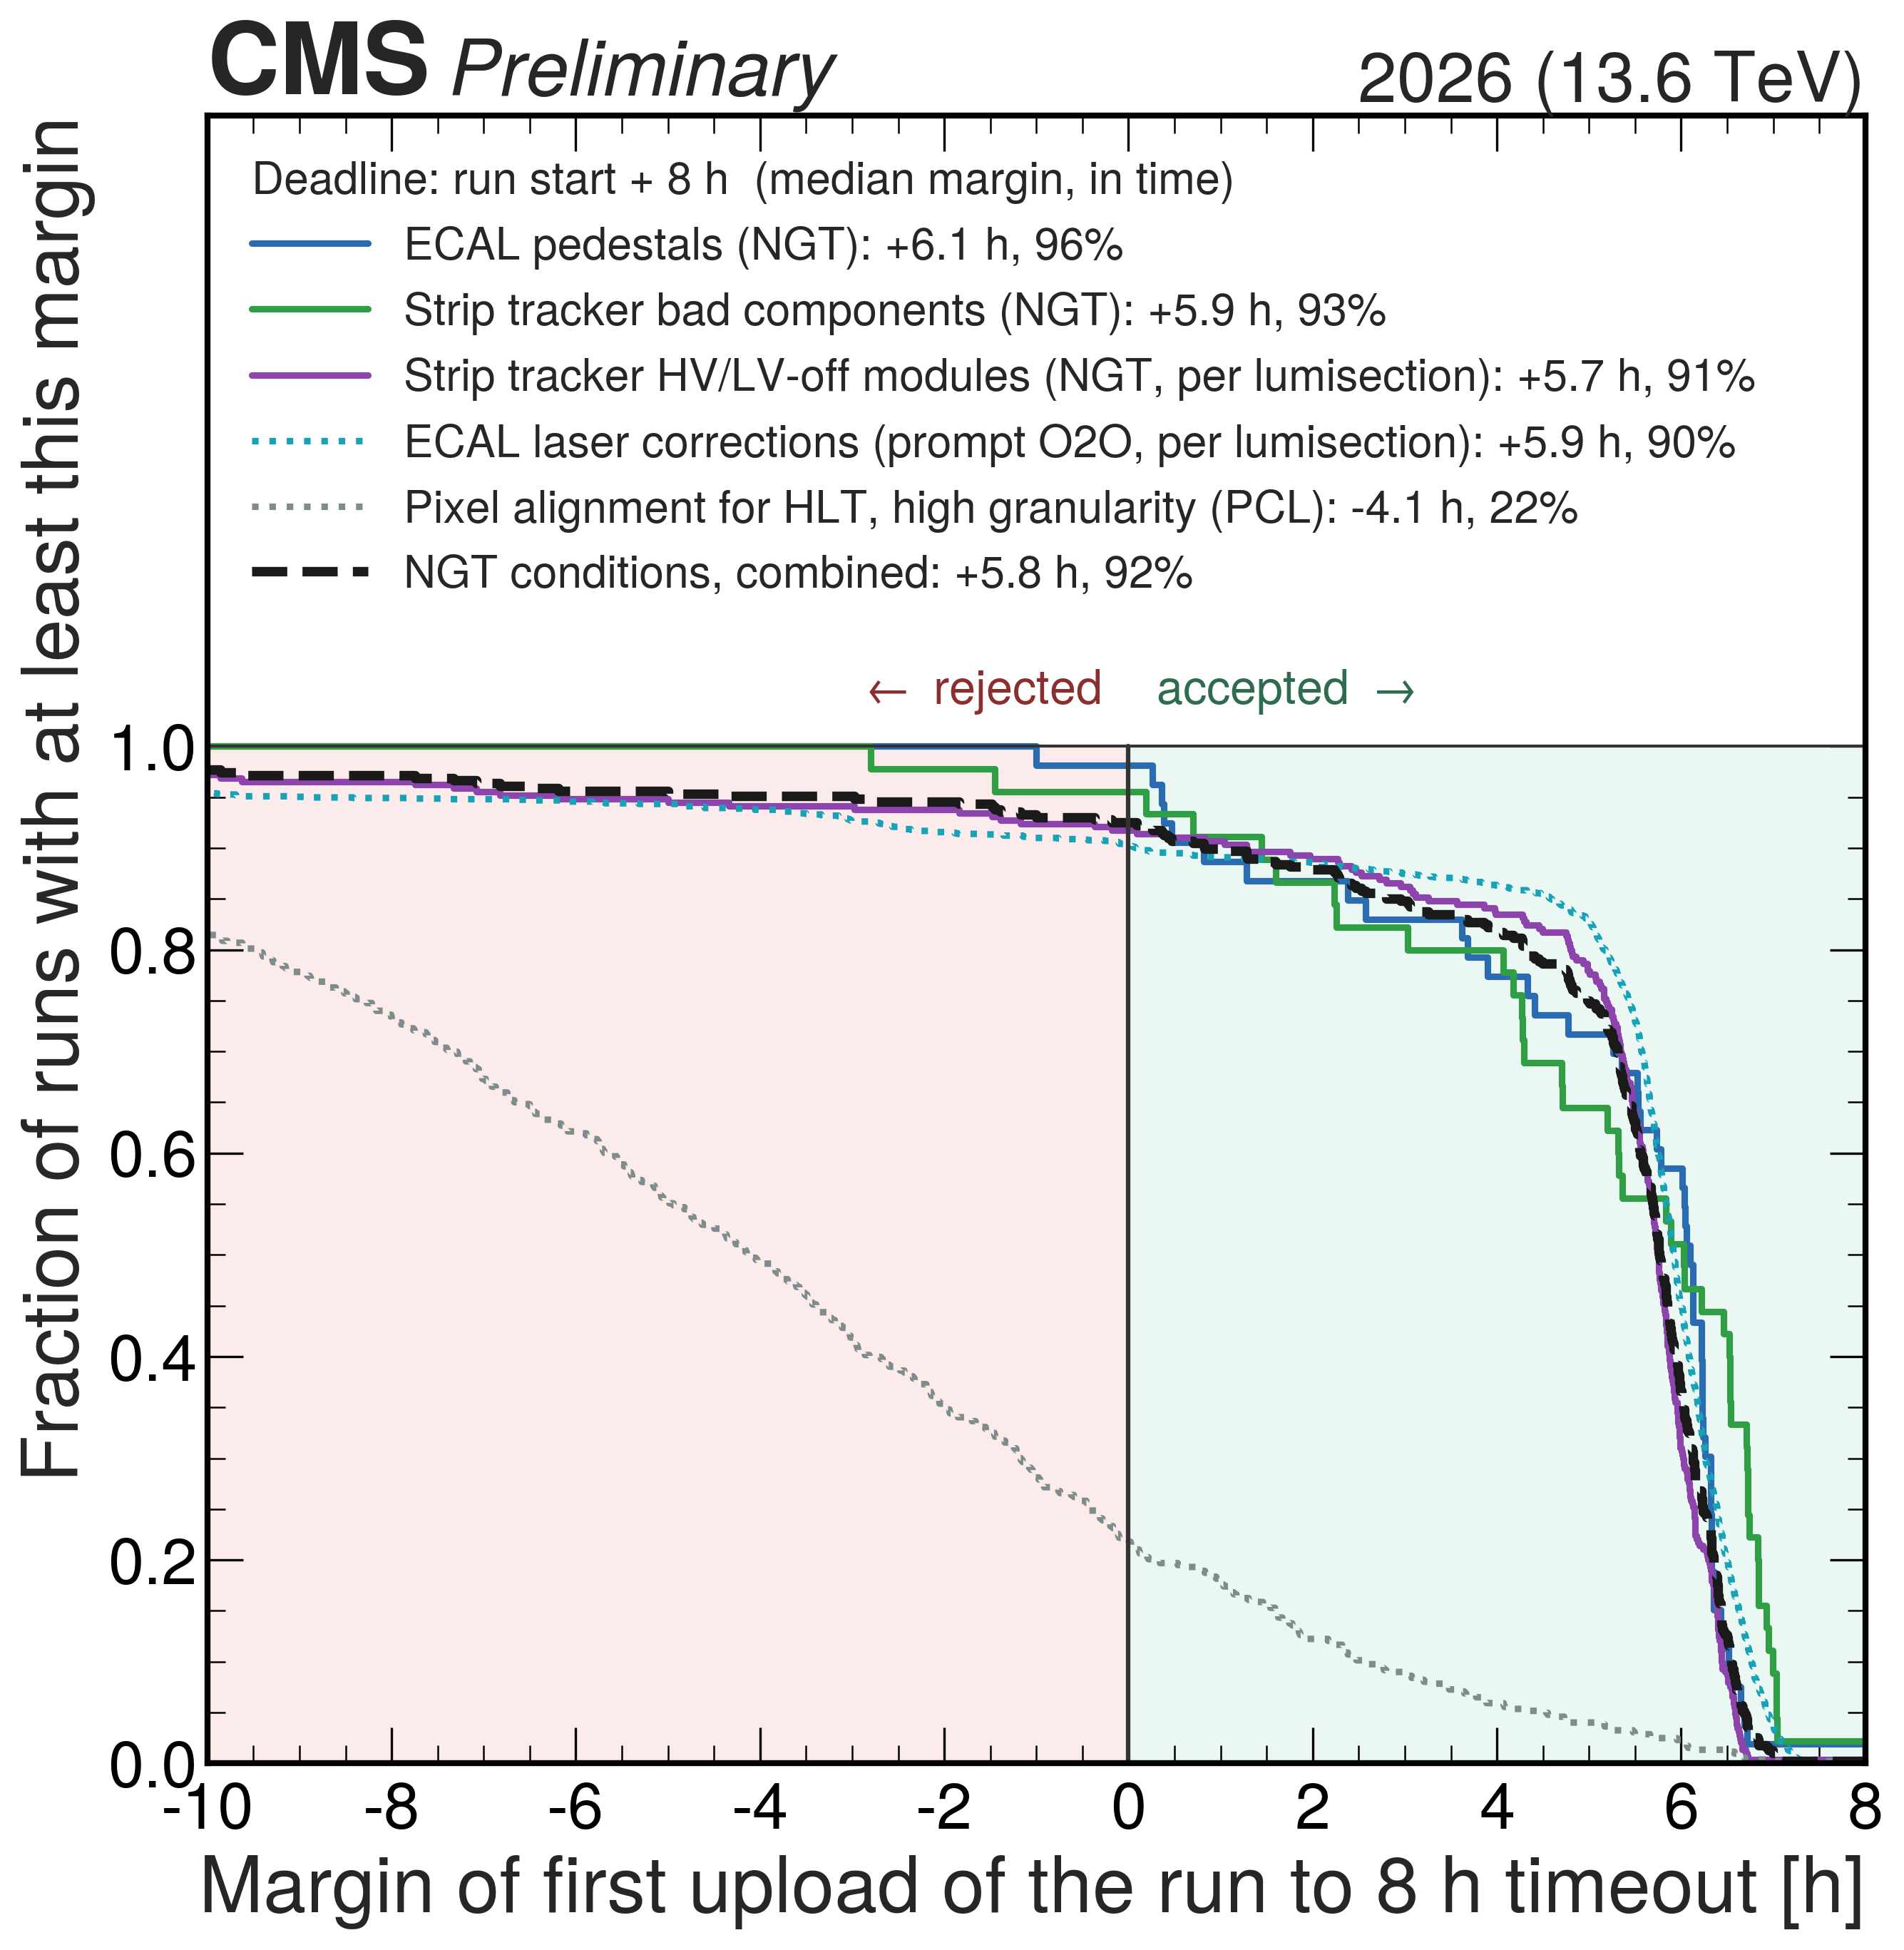 CMS Preliminary 2026 (13.6 TeV)
Deadline: run start + 8 h (median margin, in time)
ECAL pedestals (NGT): +6.1 h, 96%
Strip tracker bad components (NGT): +5.9 h, 93%
Strip tracker HV/LV-off modules (NGT, per lumisection): +5.7 h, 91%
ECAL laser corrections (prompt O2O, per lumisection): +5.9 h, 90%
Pixel alignment for HLT, high granularity (PCL): -4.1 h, 22%
NGT conditions, combined: +5.8 h, 92%
← rejected accepted →
Fraction of runs with at least this margin
1.0
0.8
0.6
0.4
0.2
0.0
-10 -8 -6 -4 -2 0 2 4 6 8
Margin of first upload of the run to 8 h timeout [h]